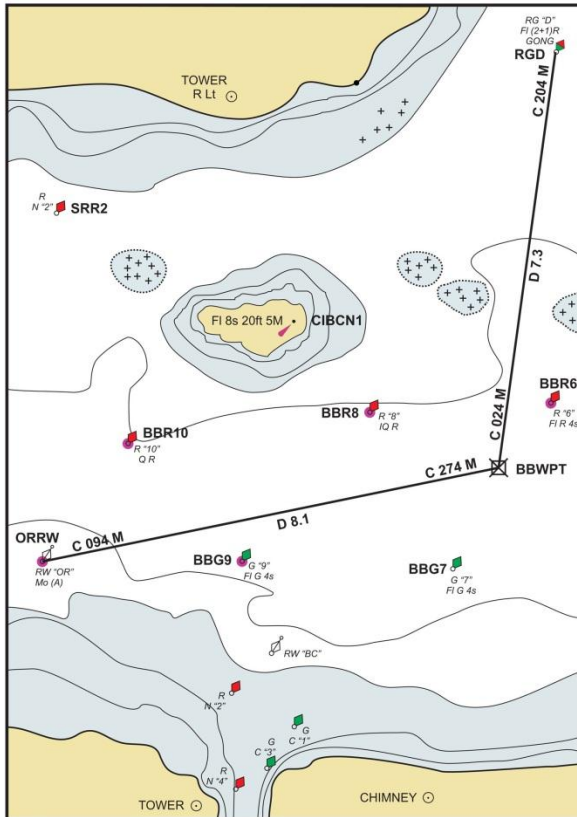 RG "D"
Fl (2+1)R
GONG
RGD
C 204 M
TOWER
R Lt
R
N "2"
SRR2
D 7.3
Fl 8s 20ft 5M
CIBCN1
BBR6
R "6"
Fl R 4s
BBR8
R "8"
IQ R
BBR10
R "10"
Q R
C 024 M
C 274 M
BBWPT
D 8.1
C 094 M
ORRW
RW "OR"
Mo (A)
BBG9
G "9"
Fl G 4s
BBG7
G "7"
Fl G 4s
RW "BC"
R
N "2"
G
C "1"
G
C "3"
R
N "4"
TOWER
CHIMNEY